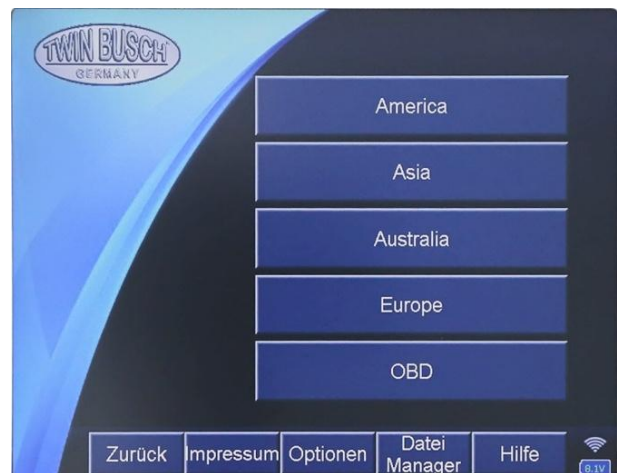 TWIN BUSCH
GERMANY
America
Asia
Australia
Europe
OBD
Zurück
Impressum
Optionen
Datei
Manager
Hilfe
8.1V